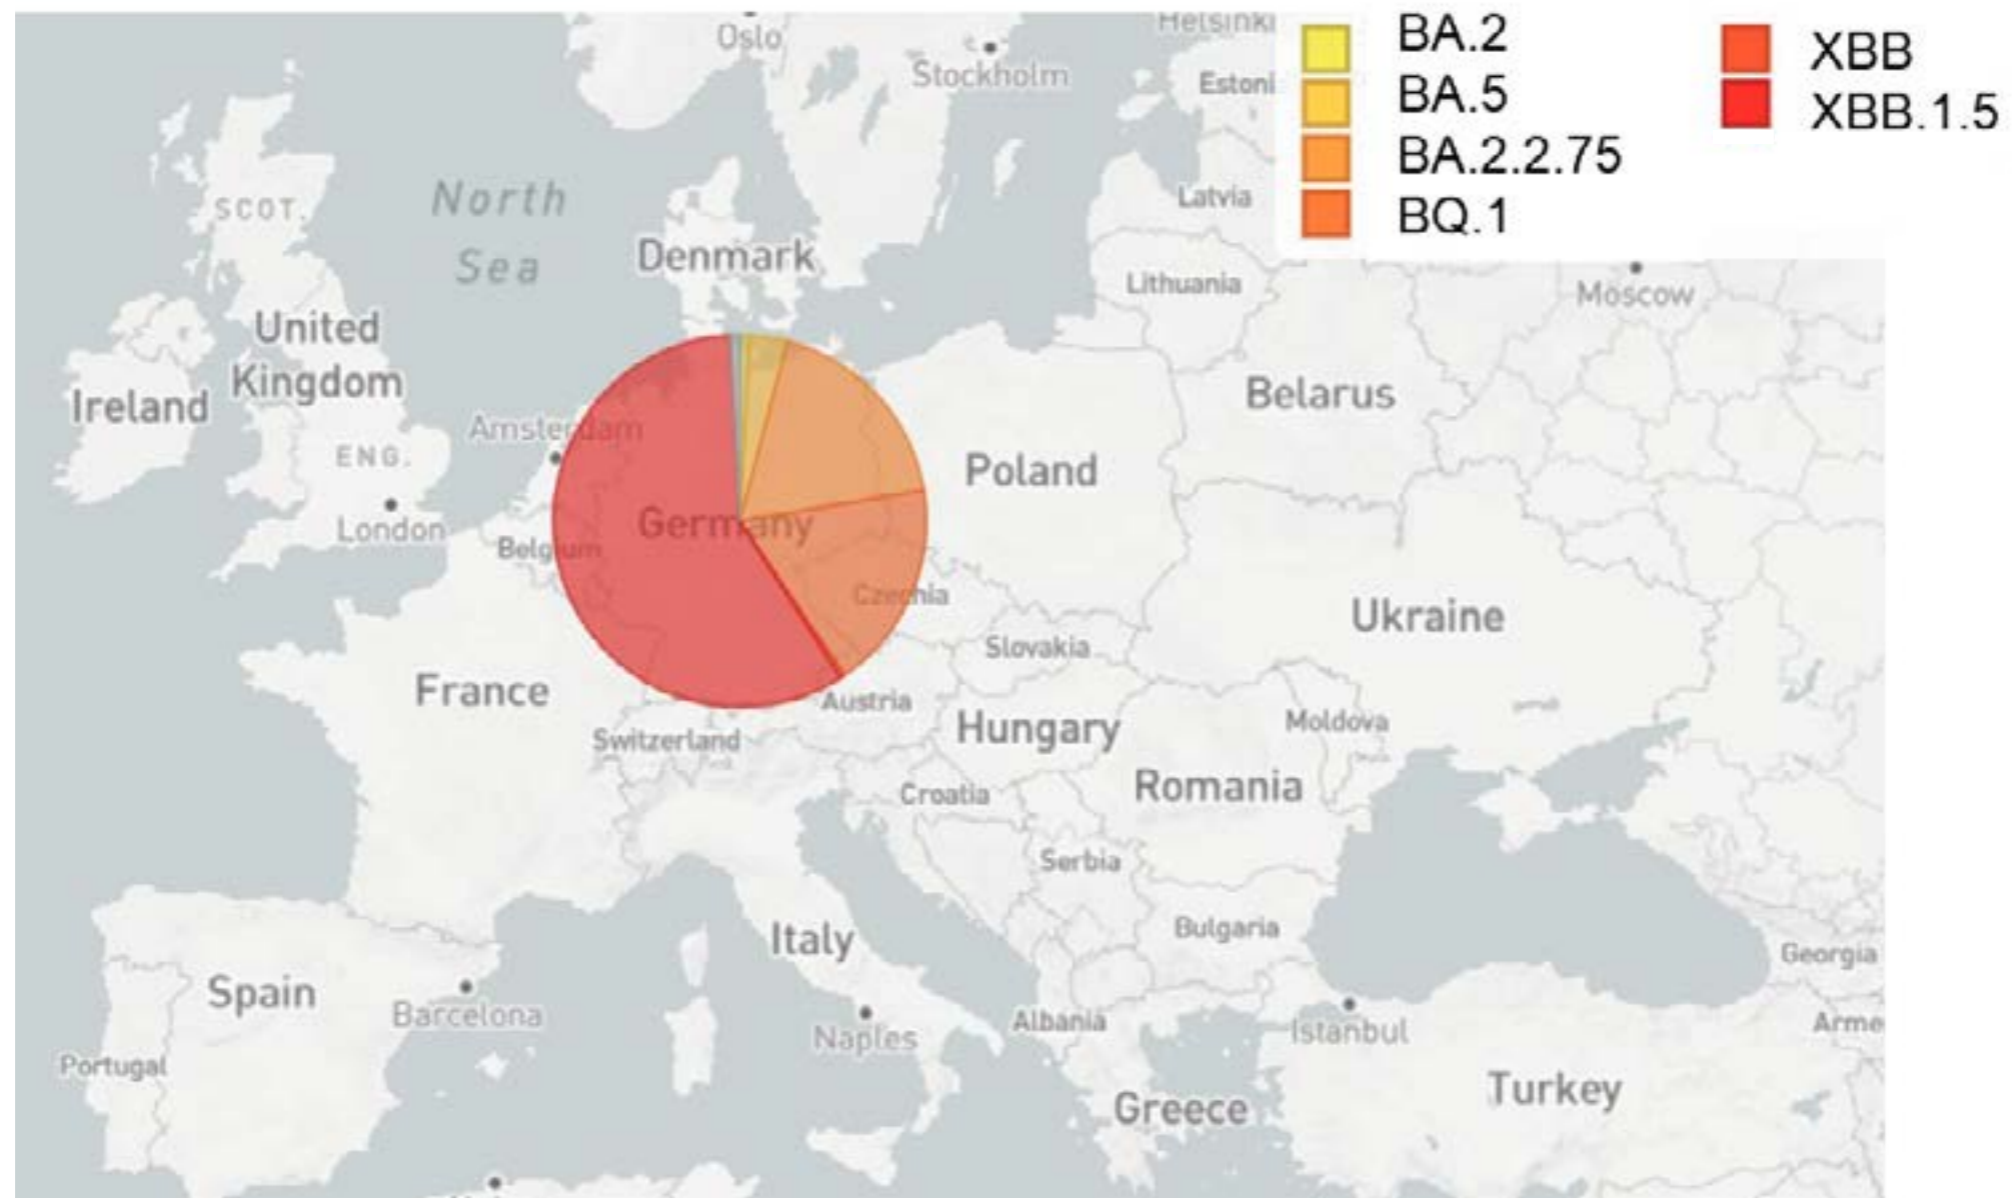 BA.2
BA.5
BA.2.2.75
BQ.1
XBB
XBB.1.5
Oslo
Stockholm
Helsinki
Estoni
SCOT.
North
Sea
Denmark
Latvia
Lithuania
Moscow
United
Kingdom
Ireland
Amsterdam
ENG.
London
Belgium
Germany
Poland
Belarus
Czechia
Slovakia
Ukraine
France
Austria
Switzerland
Hungary
Moldova
Romania
Croatia
Serbia
Italy
Bulgaria
Georgia
Spain
Barcelona
Naples
Albania
Istanbul
Arme
Portugal
Greece
Turkey